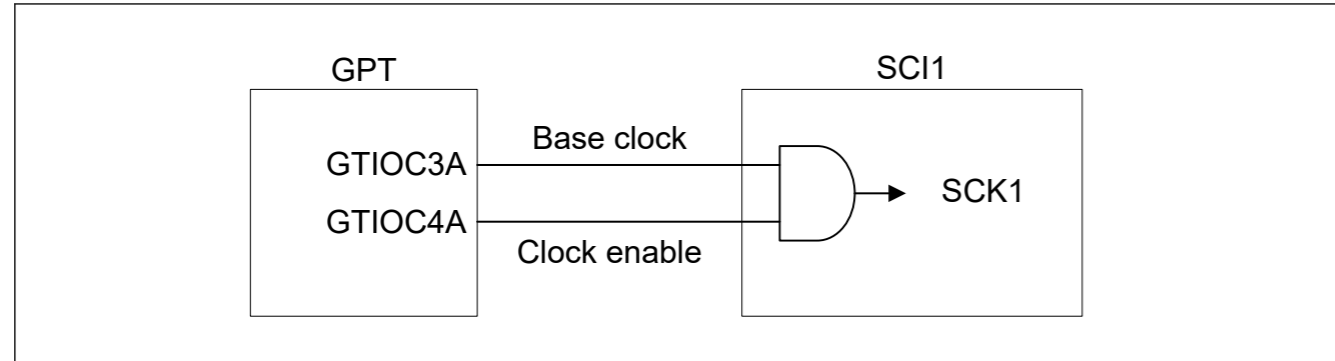 GPT
SCI1
Base clock
GTIOC3A
SCK1
GTIOC4A
Clock enable